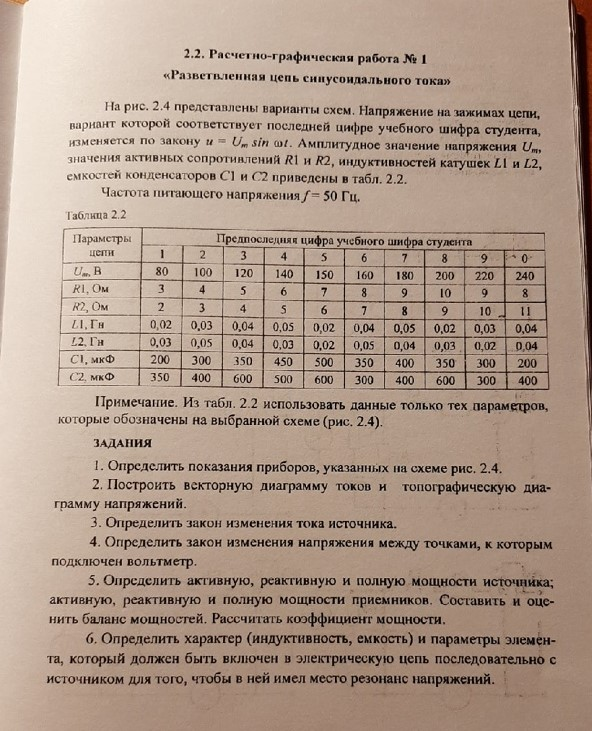 2.2. Расчетно-графическая работа № 1
«Разветвленная цепь синусоидального тока»
На рис. 2.4 представлены варианты схем. Напряжение на зажимах цепи,
вариант которой соответствует последней цифре учебного шифра студента,
изменяется по закону u = Um sin ωt. Амплитудное значение напряжения Um,
значения активных сопротивлений R1 и R2, индуктивностей катушек L1 и L2,
емкостей конденсаторов C1 и C2 приведены в табл. 2.2.
Частота питающего напряжения f = 50 Гц.
Таблица 2.2
Параметры цепи Предпоследняя цифра учебного шифра студента
1 2 3 4 5 6 7 8 9 0
Um, В 80 100 120 140 150 160 180 200 220 240
R1, Ом 3 4 5 6 7 8 9 10 9 8
R2, Ом 2 3 4 5 6 7 8 9 10 11
L1, Гн 0,02 0,03 0,04 0,05 0,02 0,04 0,05 0,02 0,03 0,04
L2, Гн 0,03 0,05 0,04 0,03 0,02 0,05 0,04 0,03 0,02 0,04
C1, мкФ 200 300 350 450 500 350 400 350 300 200
C2, мкФ 350 400 600 500 600 300 400 600 300 400
Примечание. Из табл. 2.2 использовать данные только тех параметров,
которые обозначены на выбранной схеме (рис. 2.4).
ЗАДАНИЯ
1. Определить показания приборов, указанных на схеме рис. 2.4.
2. Построить векторную диаграмму токов и топографическую диа-
грамму напряжений.
3. Определить закон изменения тока источника.
4. Определить закон изменения напряжения между точками, к которым
подключен вольтметр.
5. Определить активную, реактивную и полную мощности источника;
активную, реактивную и полную мощности приемников. Составить и оце-
нить баланс мощностей. Рассчитать коэффициент мощности.
6. Определить характер (индуктивность, емкость) и параметры элемен-
та, который должен быть включен в электрическую цепь последовательно с
источником для того, чтобы в ней имел место резонанс напряжений.